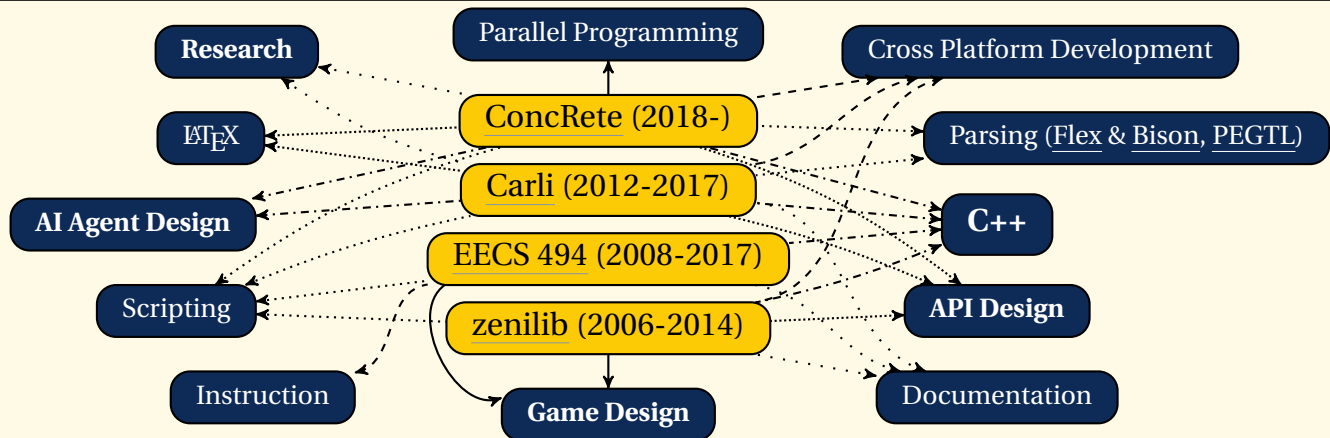 Parallel Programming
Research
Cross Platform Development
ConcRete (2018-)
LATEX
Parsing (Flex & Bison, PEGTL)
Carli (2012-2017)
AI Agent Design
C++
EECS 494 (2008-2017)
Scripting
API Design
zenilib (2006-2014)
Instruction
Documentation
Game Design